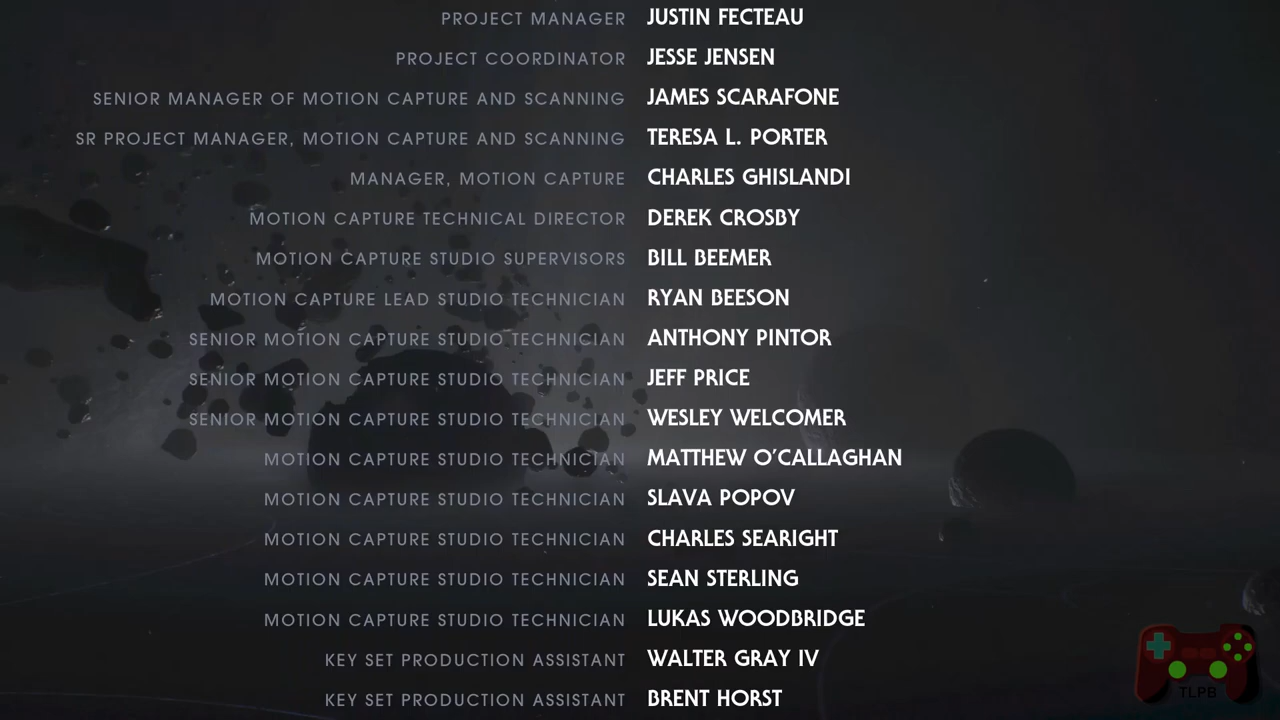 PROJECT MANAGER JUSTIN FECTEAU
PROJECT COORDINATOR JESSE JENSEN
SENIOR MANAGER OF MOTION CAPTURE AND SCANNING JAMES SCARAFONE
SR PROJECT MANAGER, MOTION CAPTURE AND SCANNING TERESA L. PORTER
MANAGER, MOTION CAPTURE CHARLES GHISLANDI
MOTION CAPTURE TECHNICAL DIRECTOR DEREK CROSBY
MOTION CAPTURE STUDIO SUPERVISORS BILL BEEMER
MOTION CAPTURE LEAD STUDIO TECHNICIAN RYAN BEESON
SENIOR MOTION CAPTURE STUDIO TECHNICIAN ANTHONY PINTOR
SENIOR MOTION CAPTURE STUDIO TECHNICIAN JEFF PRICE
SENIOR MOTION CAPTURE STUDIO TECHNICIAN WESLEY WELCOMER
MOTION CAPTURE STUDIO TECHNICIAN MATTHEW O'CALLAGHAN
MOTION CAPTURE STUDIO TECHNICIAN SLAVA POPOV
MOTION CAPTURE STUDIO TECHNICIAN CHARLES SEARIGHT
MOTION CAPTURE STUDIO TECHNICIAN SEAN STERLING
MOTION CAPTURE STUDIO TECHNICIAN LUKAS WOODBRIDGE
KEY SET PRODUCTION ASSISTANT WALTER GRAY IV
KEY SET PRODUCTION ASSISTANT BRENT HORST
TLPB